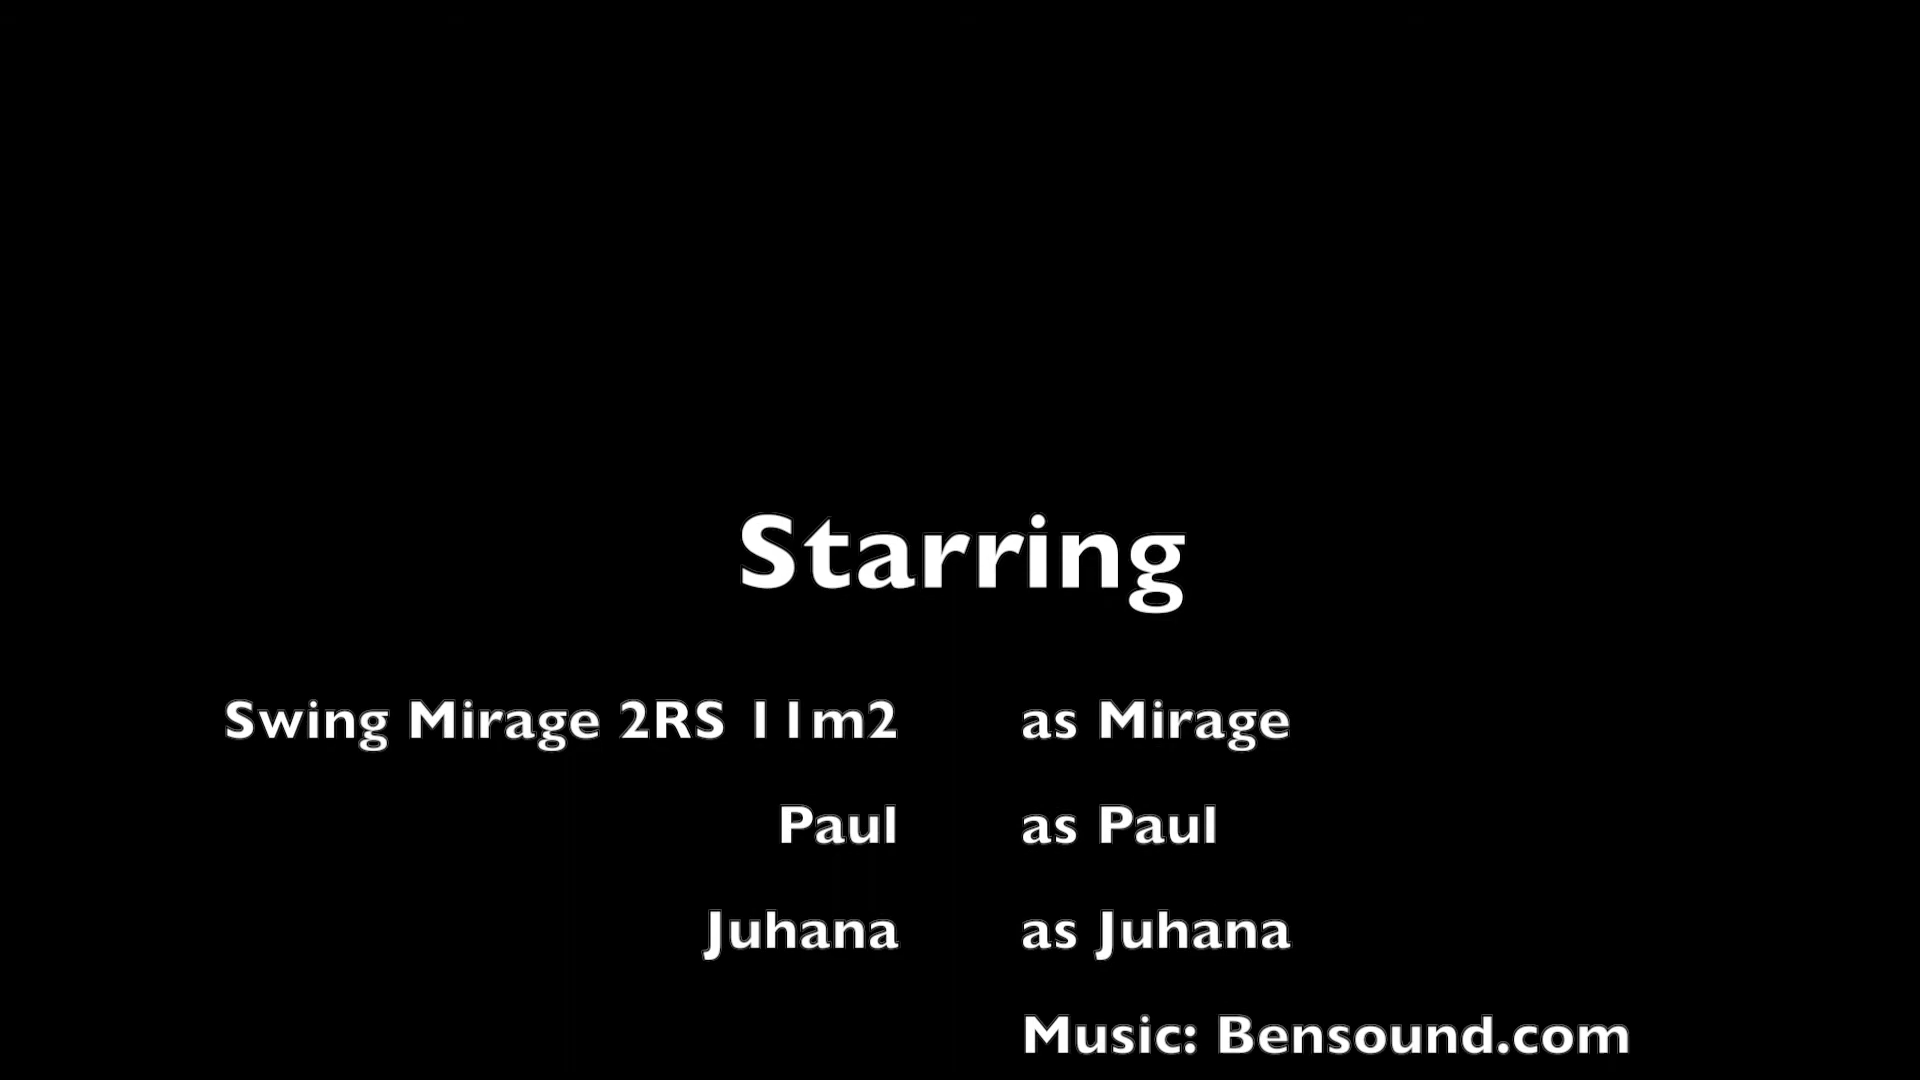 Starring
Swing Mirage 2RS 11m2 as Mirage
Paul as Paul
Juhana as Juhana
Music: Bensound.com